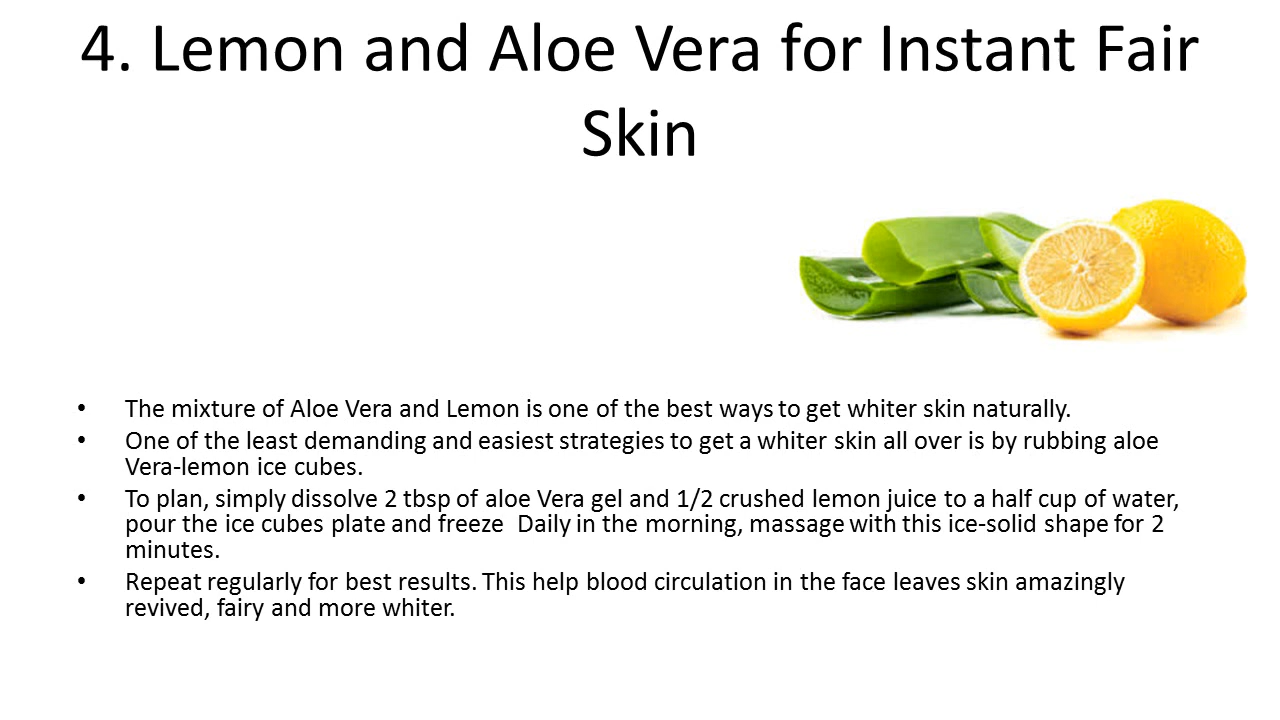 4. Lemon and Aloe Vera for Instant Fair
Skin
• The mixture of Aloe Vera and Lemon is one of the best ways to get whiter skin naturally.
• One of the least demanding and easiest strategies to get a whiter skin all over is by rubbing aloe
Vera-lemon ice cubes.
• To plan, simply dissolve 2 tbsp of aloe Vera gel and 1/2 crushed lemon juice to a half cup of water,
pour the ice cubes plate and freeze  Daily in the morning, massage with this ice-solid shape for 2
minutes.
• Repeat regularly for best results. This help blood circulation in the face leaves skin amazingly
revived, fairy and more whiter.